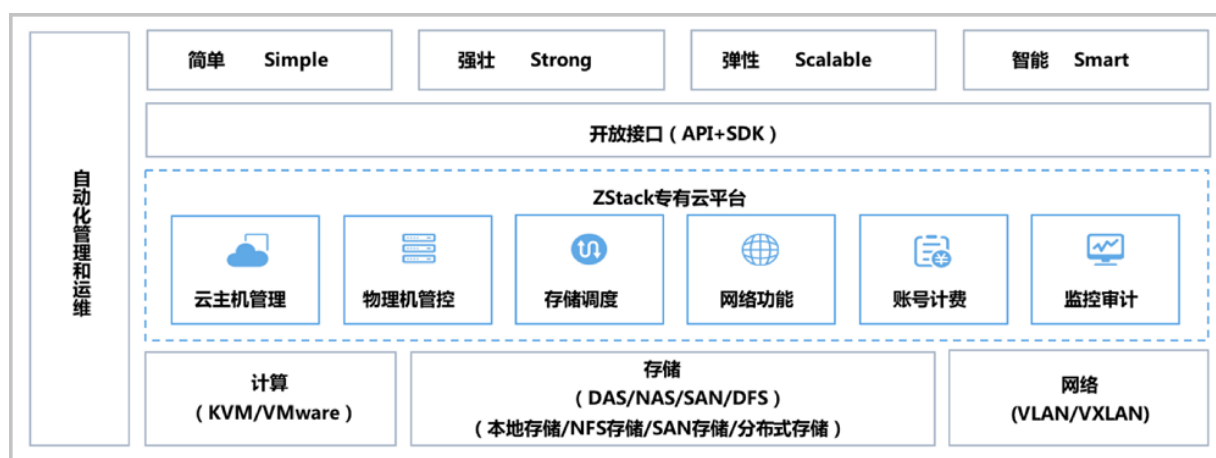 自动化管理和运维
简单 Simple
强壮 Strong
弹性 Scalable
智能 Smart
开放接口（API+SDK）
ZStack专有云平台
云主机管理
物理机管控
存储调度
网络功能
账号计费
监控审计
计算
（KVM/VMware）
存储
（DAS/NAS/SAN/DFS）
（本地存储/NFS存储/SAN存储/分布式存储）
网络
(VLAN/VXLAN)